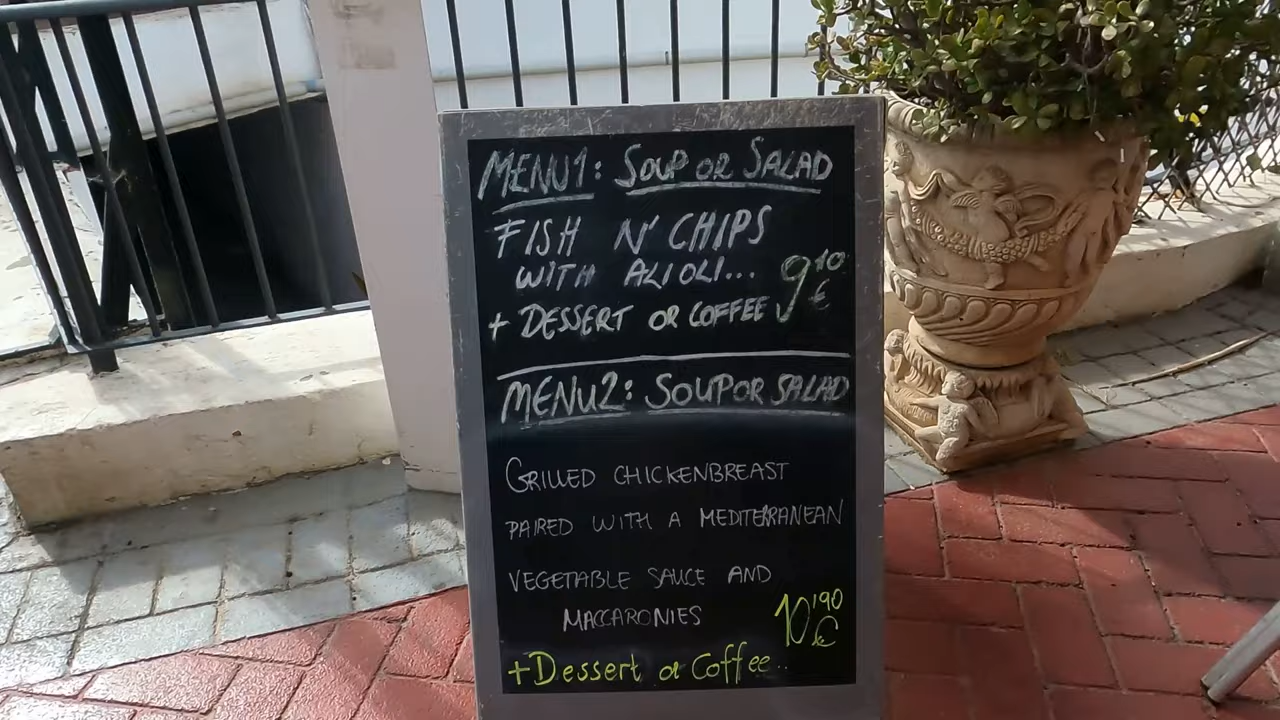 MENU1: SOUP OR SALAD
FISH N' CHIPS
WITH ALIOLI...
+ DESSERT OR COFFEE 9'10 €
MENU2: SOUP OR SALAD
GRILLED CHICKENBREAST
PAIRED WITH A MEDITERRANEAN
VEGETABLE SAUCE AND
MACCARONIES 10'90 €
+Dessert or Coffee..